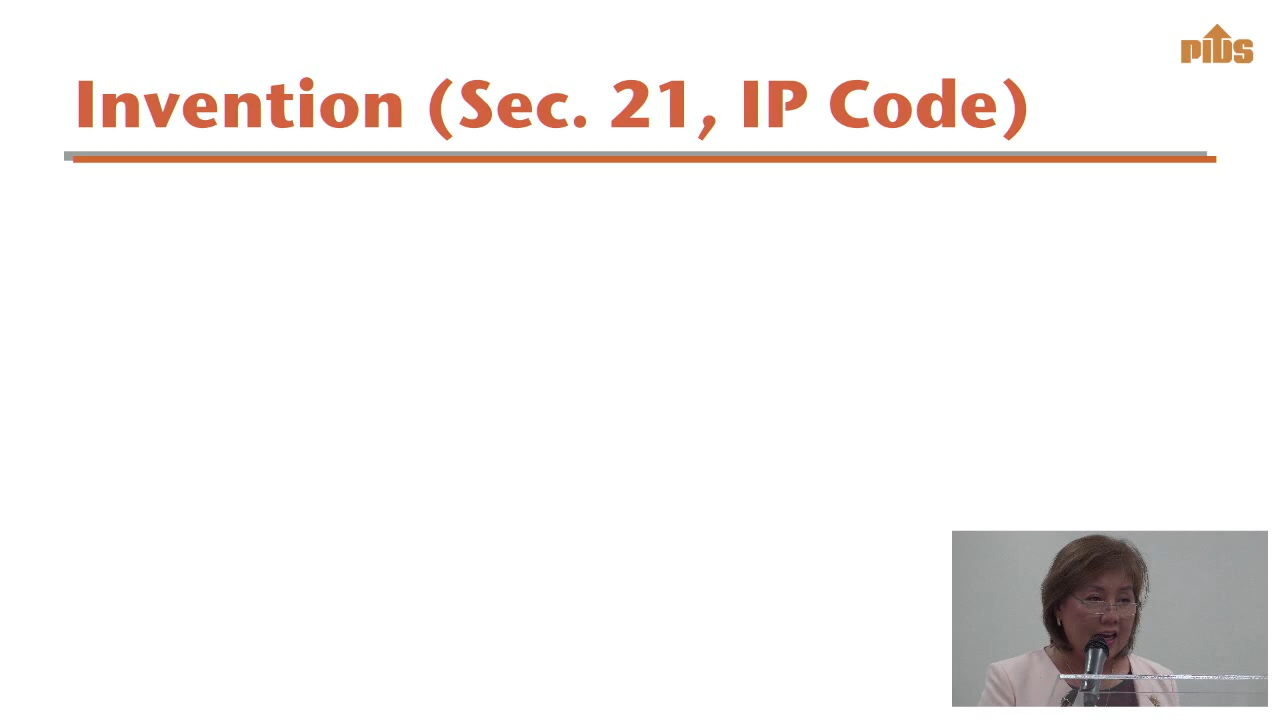 PIDS
Invention (Sec. 21, IP Code)